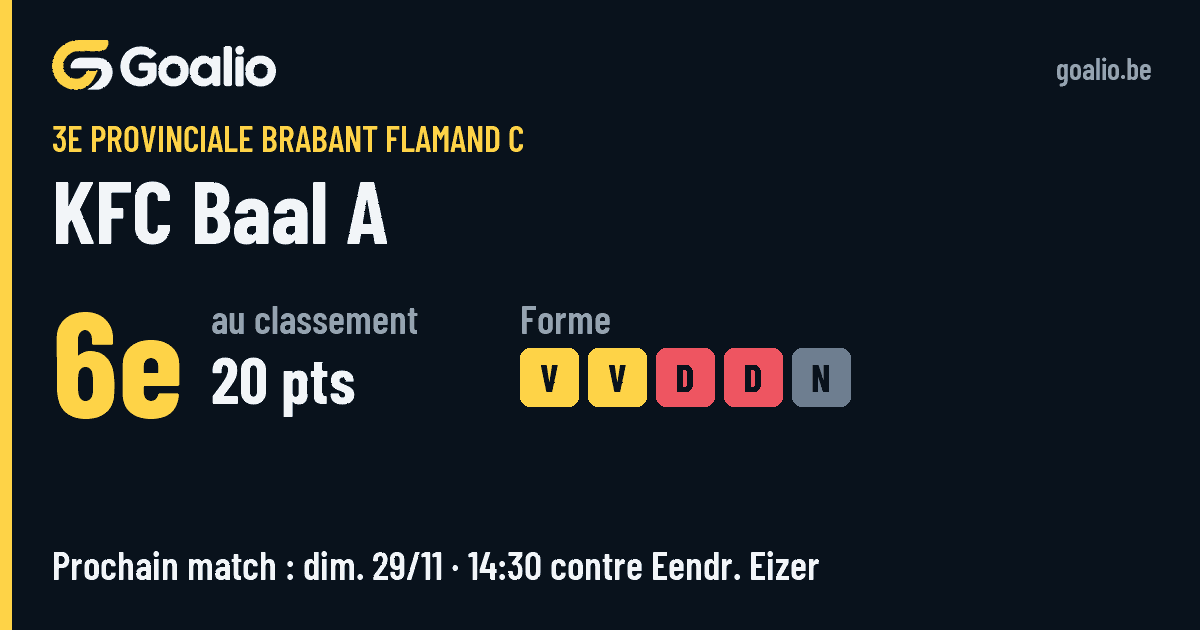 Goalio
goalio.be
3E PROVINCIALE BRABANT FLAMAND C
KFC Baal A
6e
au classement
20 pts
Forme
V V D D N
Prochain match : dim. 29/11 · 14:30 contre Eendr. Eizer